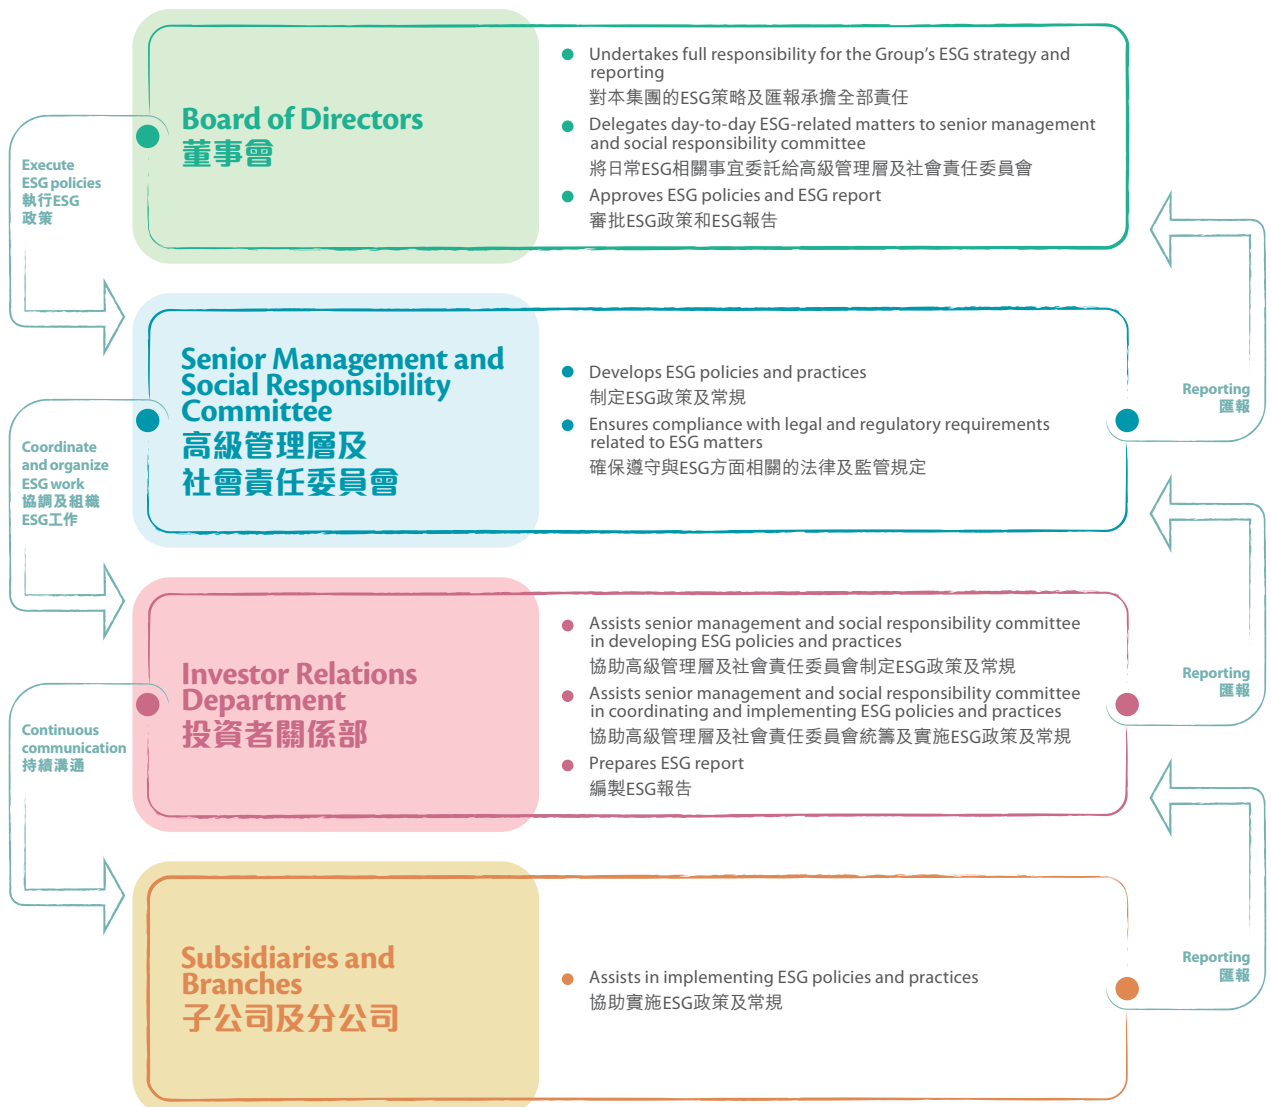 Board of Directors
董事會
Undertakes full responsibility for the Group's ESG strategy and
reporting
對本集團的ESG策略及匯報承擔全部責任
Delegates day-to-day ESG-related matters to senior management
and social responsibility committee
將日常ESG相關事宜委託給高級管理層及社會責任委員會
Approves ESG policies and ESG report
審批ESG政策和ESG報告
Execute
ESG policies
執行ESG
政策
Senior Management and
Social Responsibility
Committee
高級管理層及
社會責任委員會
Develops ESG policies and practices
制定ESG政策及常規
Ensures compliance with legal and regulatory requirements
related to ESG matters
確保遵守與ESG方面相關的法律及監管規定
Reporting
匯報
Coordinate
and organize
ESG work
協調及組織
ESG工作
Investor Relations
Department
投資者關係部
Assists senior management and social responsibility committee
in developing ESG policies and practices
協助高級管理層及社會責任委員會制定ESG政策及常規
Assists senior management and social responsibility committee
in coordinating and implementing ESG policies and practices
協助高級管理層及社會責任委員會統籌及實施ESG政策及常規
Prepares ESG report
編製ESG報告
Reporting
匯報
Continuous
communication
持續溝通
Subsidiaries and
Branches
子公司及分公司
Assists in implementing ESG policies and practices
協助實施ESG政策及常規
Reporting
匯報